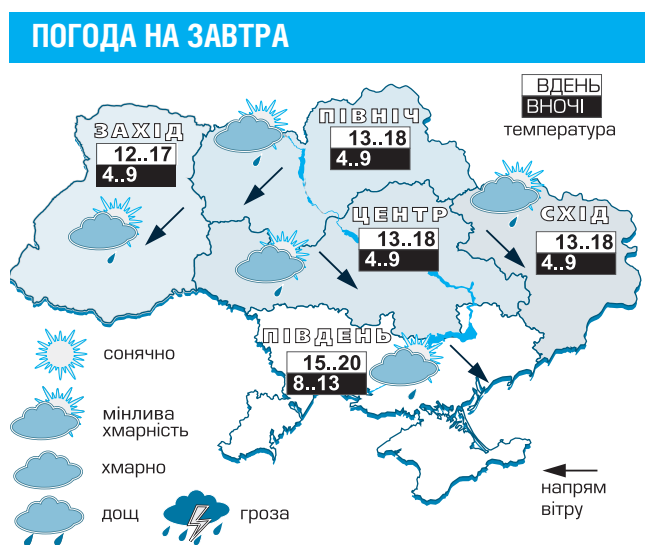 ПОГОДА НА ЗАВТРА
ВДЕНЬ
ВНОЧІ
температура
ЗАХІД
12..17
4..9
ПІВНІЧ
13..18
4..9
ЦЕНТР
13..18
4..9
СХІД
13..18
4..9
ПІВДЕНЬ
15..20
8..13
сонячно
мінлива
хмарність
хмарно
дощ
гроза
напрям
вітру